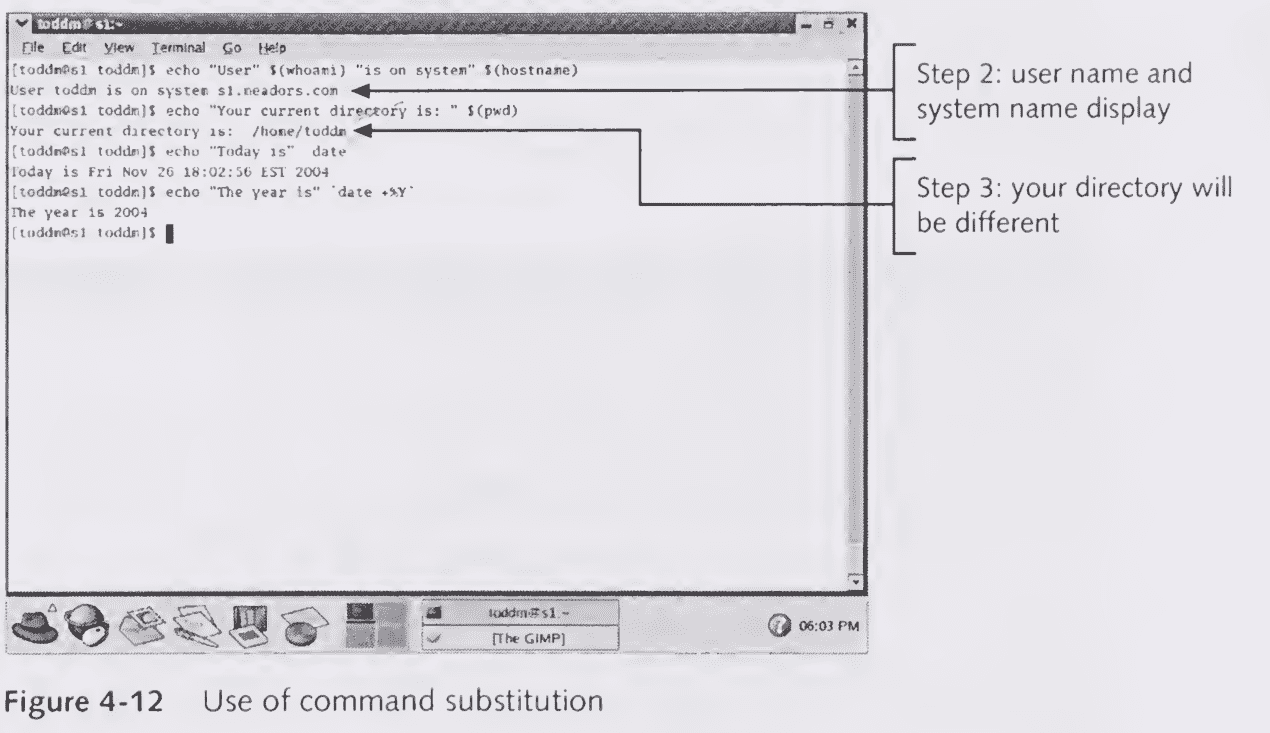 toddm@s1:~
File Edit View Terminal Go Help
[toddm@s1 toddm]$ echo "User" $(whoami) "is on system" $(hostname)
User toddm is on system s1.meadors.com
[toddm@s1 toddm]$ echo "Your current directory is: " $(pwd)
Your current directory is:  /home/toddm
[toddm@s1 toddm]$ echo "Today is"  date
Today is Fri Nov 26 18:02:56 EST 2004
[toddm@s1 toddm]$ echo "The year is" `date +%Y`
The year is 2004
[toddm@s1 toddm]$
Step 2: user name and
system name display
Step 3: your directory will
be different
toddm@s1:~
[The GIMP]
06:03 PM
Figure 4-12 Use of command substitution